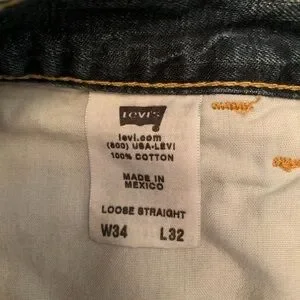 Levi's
levi.com
(800) USA-LEVI
100% COTTON
MADE IN
MEXICO
LOOSE STRAIGHT
W34 L32